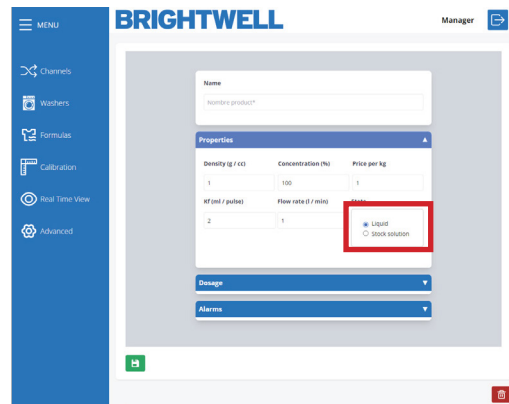 MENU
BRIGHTWELL
Manager
Channels
Washers
Formulas
Calibration
Real Time View
Advanced
Name
Nombre product*
Properties
Density (g / cc) Concentration (%) Price per kg
1 100 1
Kf (ml / pulse) Flow rate (l / min) State
2 1
Liquid
Stock solution
Dosage
Alarms